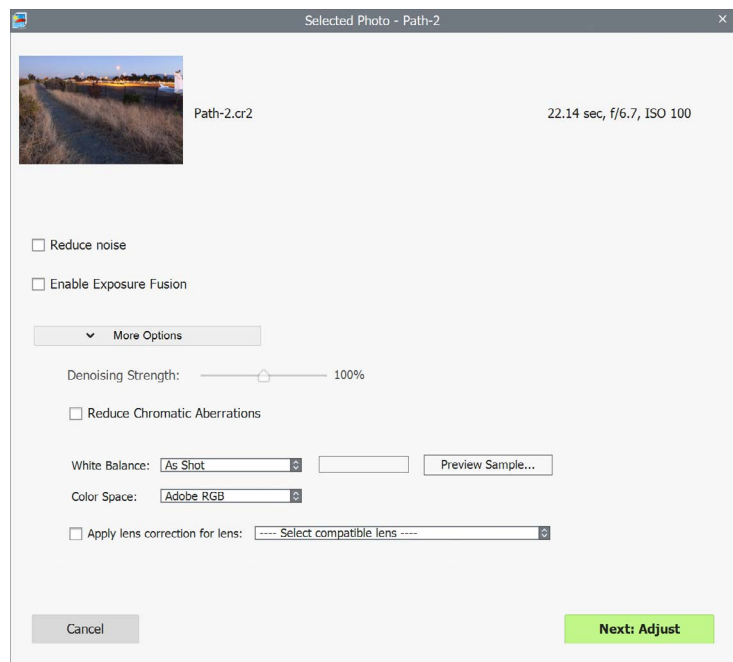 Selected Photo - Path-2
Path-2.cr2 22.14 sec, f/6.7, ISO 100
Reduce noise
Enable Exposure Fusion
More Options
Denoising Strength: 100%
Reduce Chromatic Aberrations
White Balance: As Shot Preview Sample...
Color Space: Adobe RGB
Apply lens correction for lens: ---- Select compatible lens ----
Cancel Next: Adjust